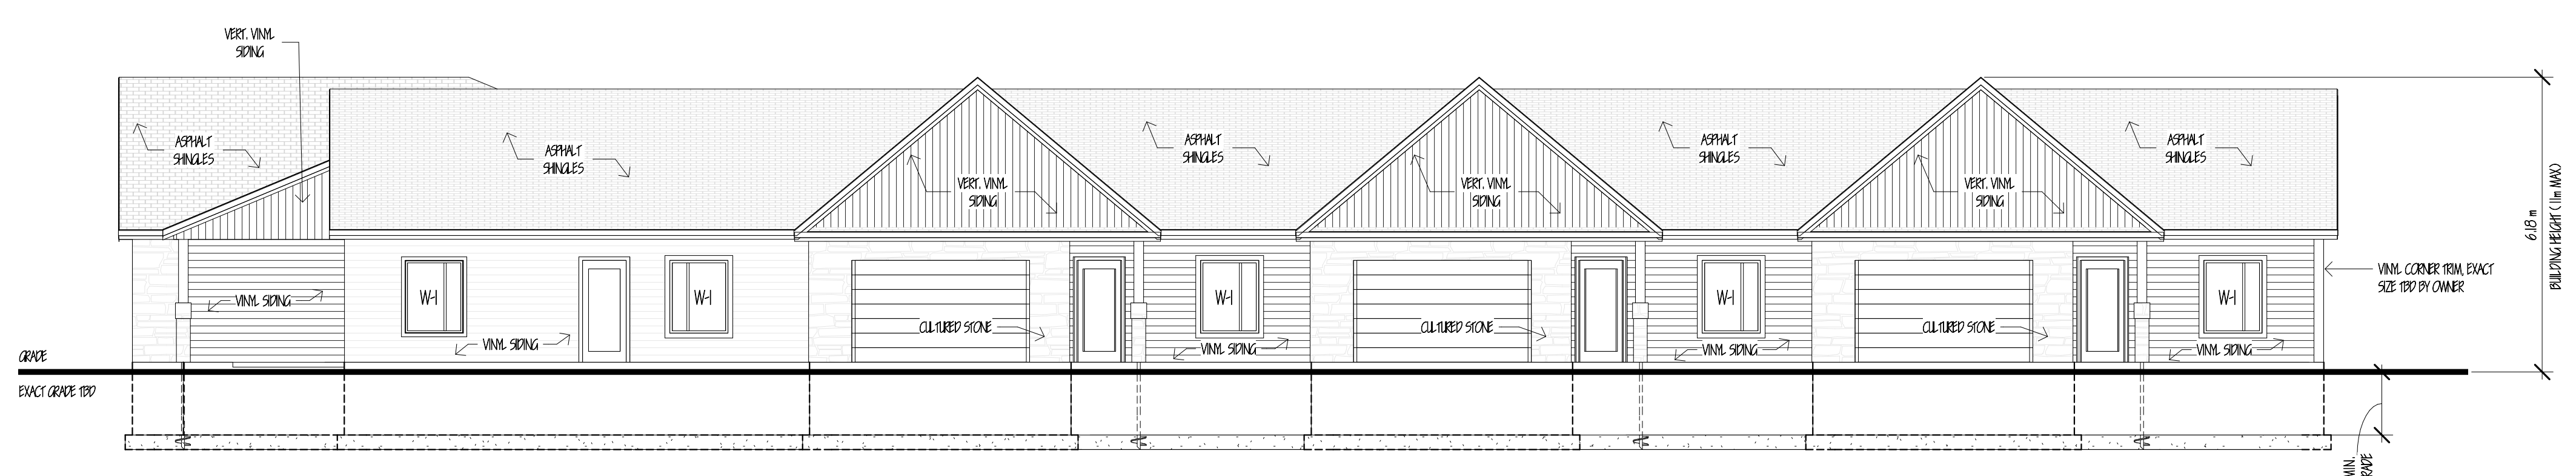 VERT. VINYL
SIDING
ASPHALT
SHINGLES
ASPHALT
SHINGLES
ASPHALT
SHINGLES
ASPHALT
SHINGLES
ASPHALT
SHINGLES
VERT. VINYL
SIDING
VERT. VINYL
SIDING
VERT. VINYL
SIDING
6.18 m
BUILDING HEIGHT (11m MAX)
VINYL CORNER TRIM, EXACT
SIZE TBD BY OWNER
W-1
W-1
W-1
W-1
W-1
VINYL SIDING
VINYL SIDING
CULTURED STONE
VINYL SIDING
CULTURED STONE
VINYL SIDING
CULTURED STONE
VINYL SIDING
GRADE
EXACT GRADE TBD
MIN.